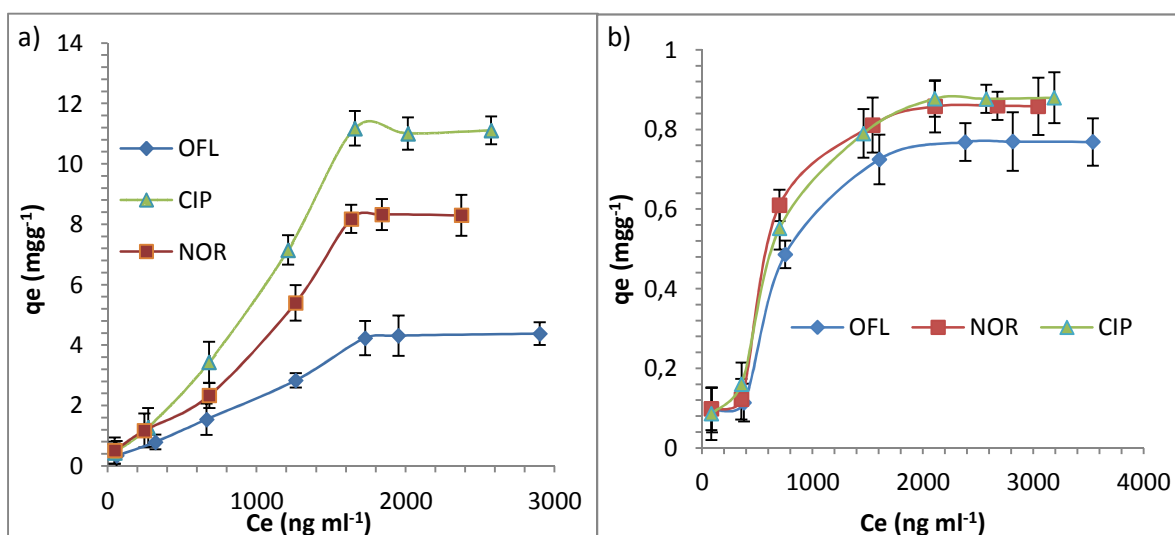 a)
qe (mgg-1)
14
12
10
8
6
4
2
0
OFL
CIP
NOR
0 1000 2000 3000
Ce (ng ml-1)
b)
qe (mgg-1)
1
0,8
0,6
0,4
0,2
0
OFL NOR CIP
0 1000 2000 3000 4000
Ce (ng ml-1)